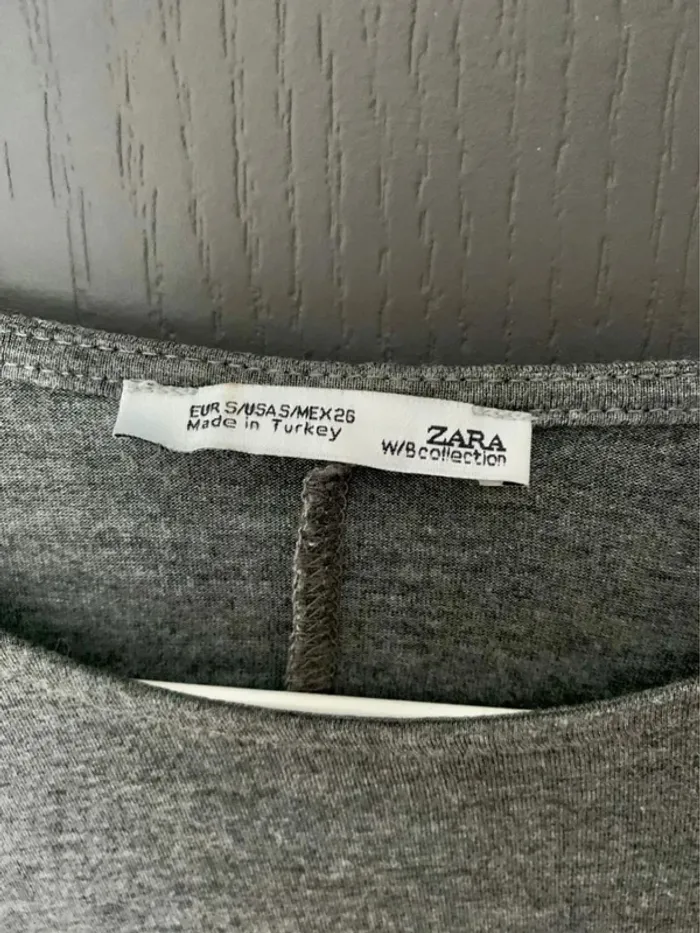 EUR S/USA S/MEX 26
Made in Turkey
ZARA
W/B collection